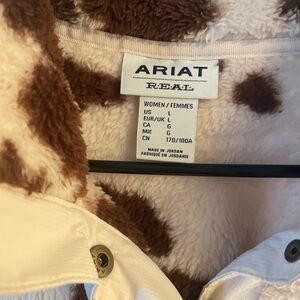 ARIAT
REAL
WOMEN / FEMMES
US L
EUR/UK L
CA G
MX G
CN 170/100A
MADE IN JORDAN
FABRIQUÉ EN JORDANIE